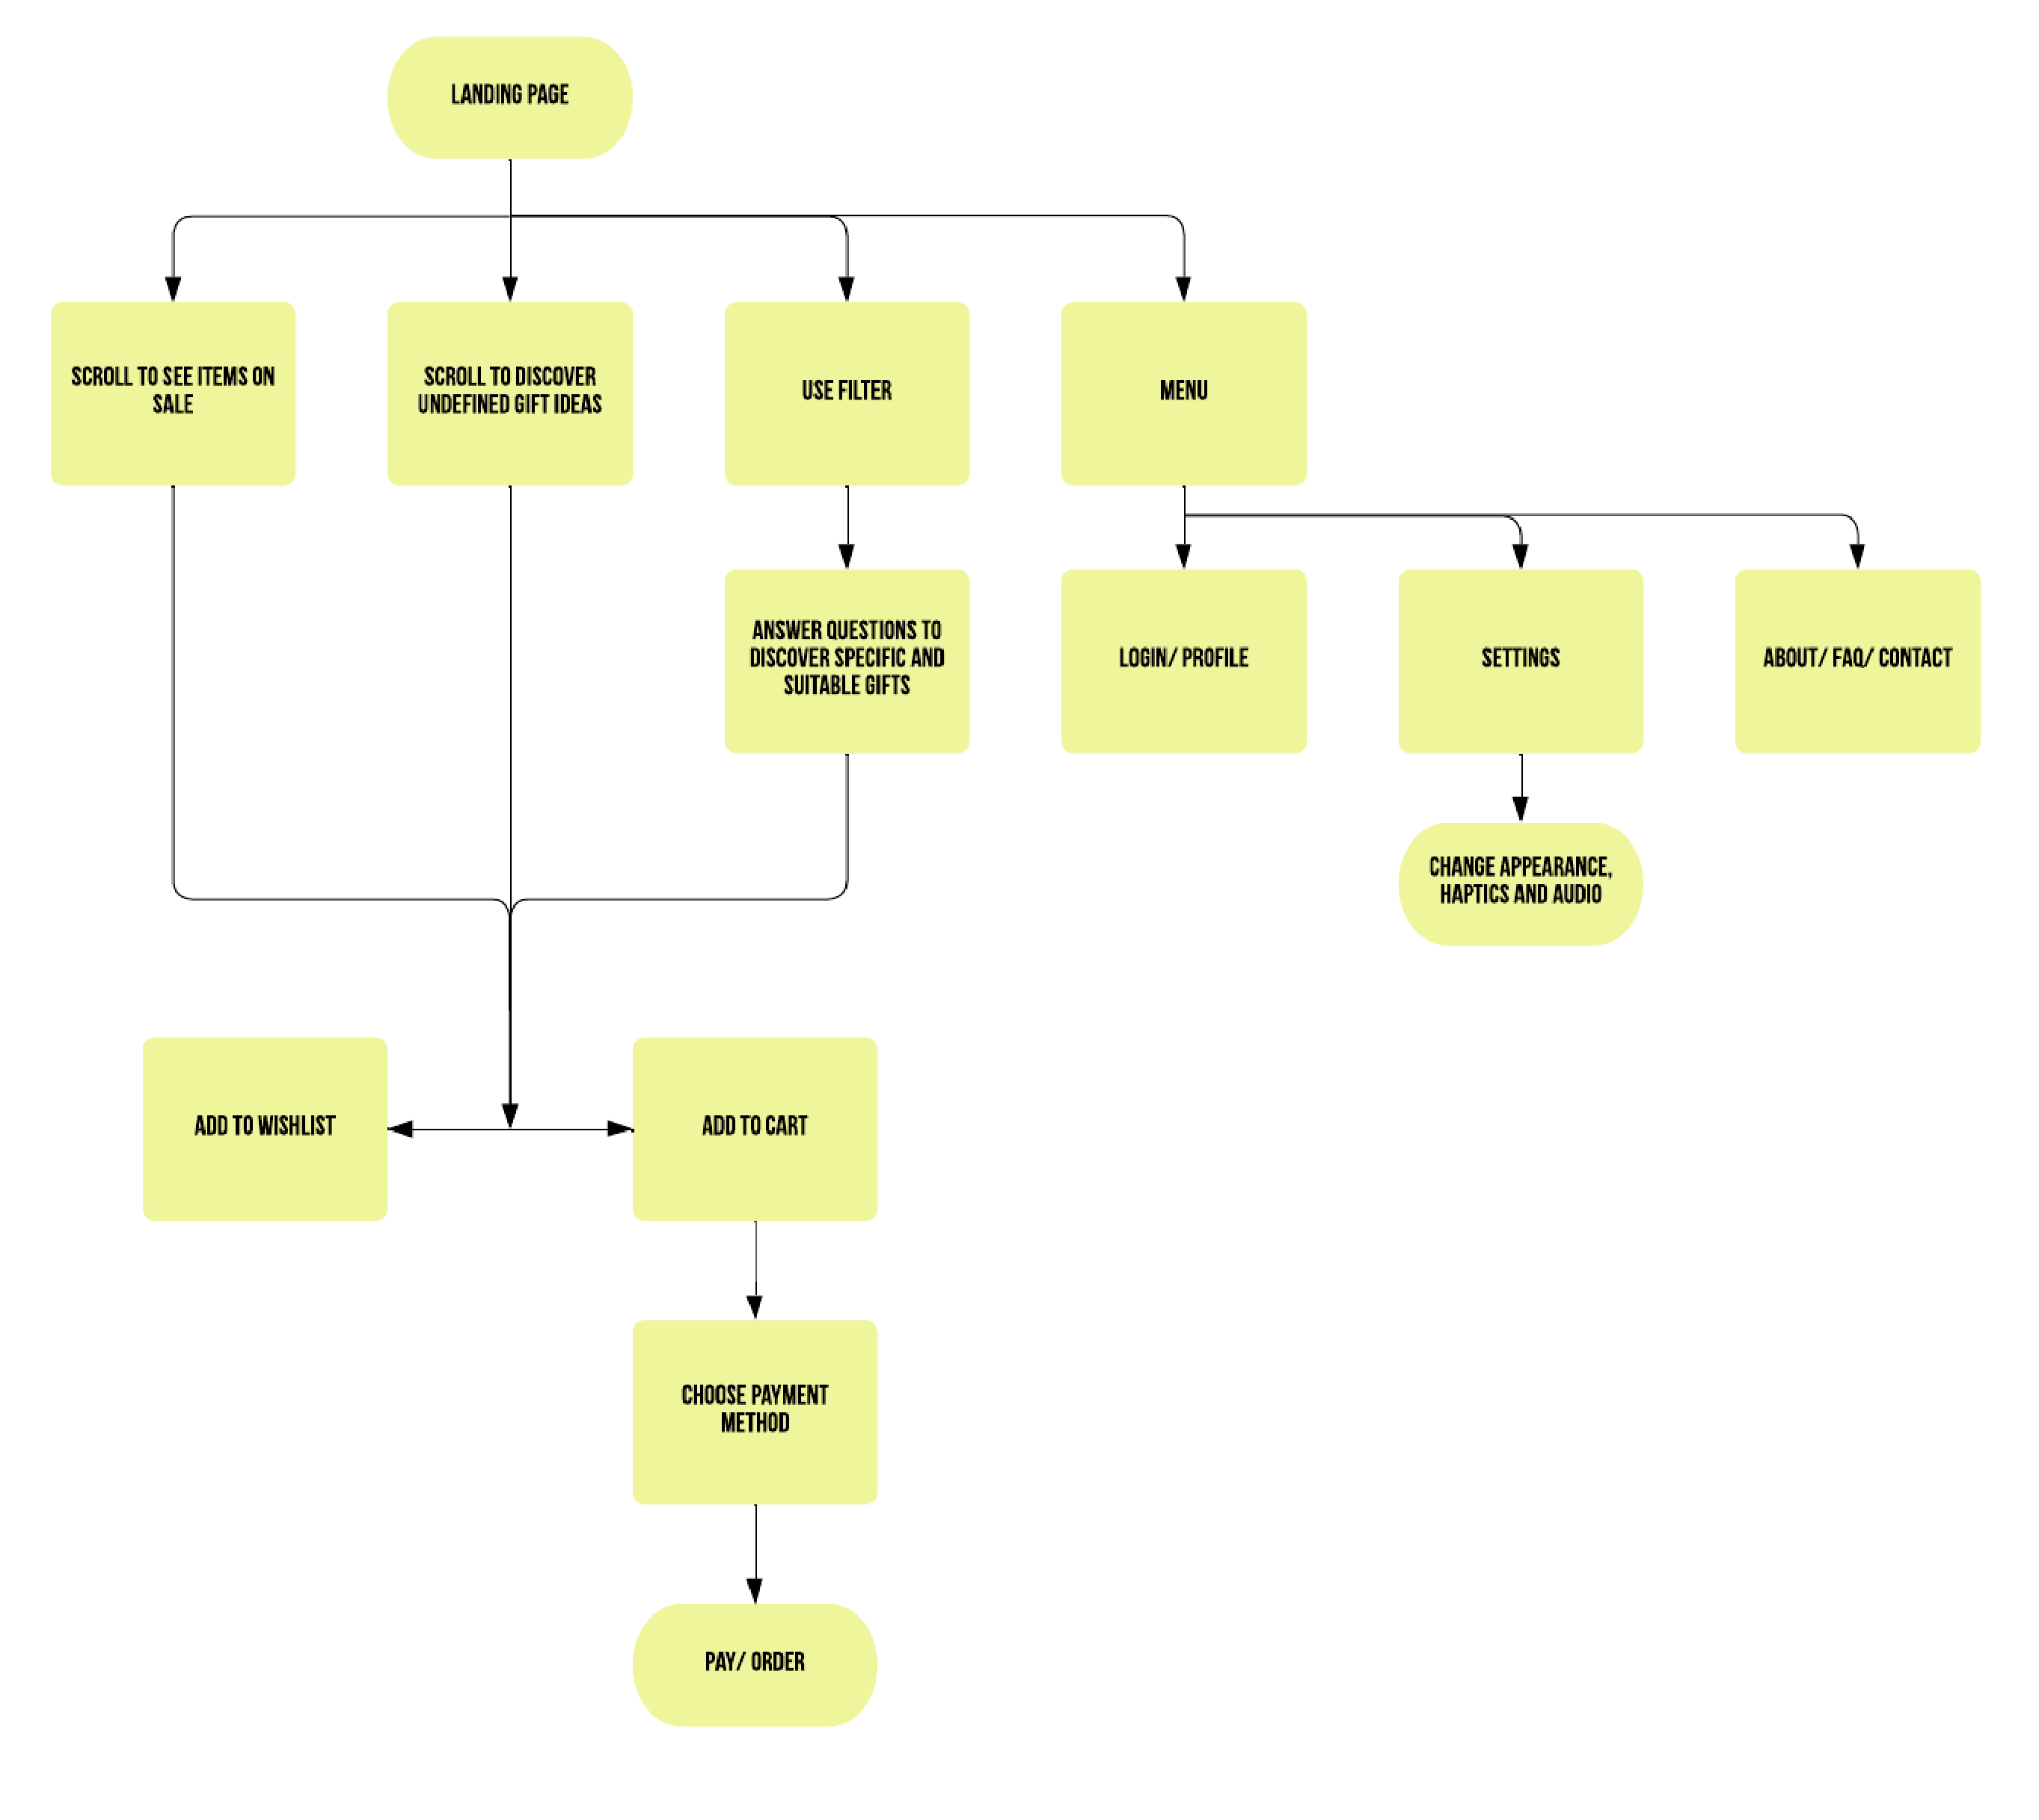 LANDING PAGE
SCROLL TO SEE ITEMS ON
SALE
SCROLL TO DISCOVER
UNDEFINED GIFT IDEAS
USE FILTER
MENU
ANSWER QUESTIONS TO
DISCOVER SPECIFIC AND
SUITABLE GIFTS
LOGIN/ PROFILE
SETTINGS
ABOUT/ FAQ/ CONTACT
CHANGE APPEARANCE,
HAPTICS AND AUDIO
ADD TO WISHLIST
ADD TO CART
CHOOSE PAYMENT
METHOD
PAY/ ORDER